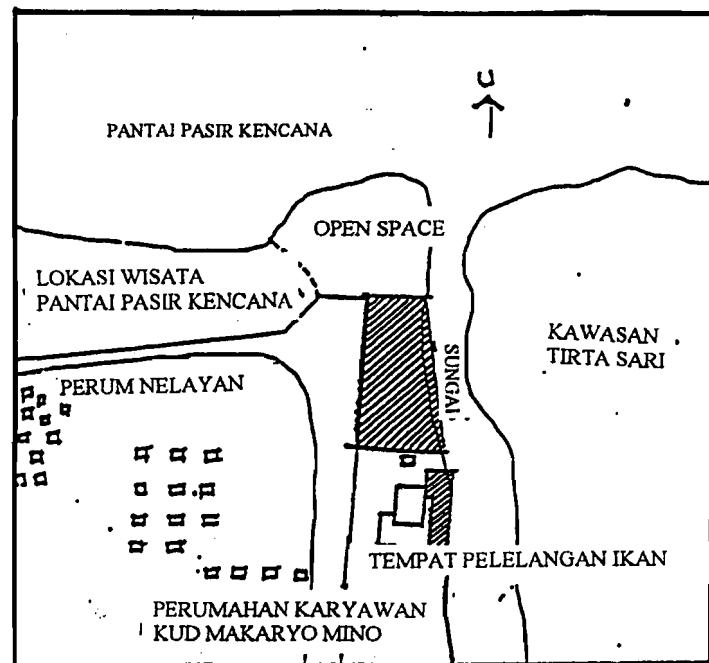 U
PANTAI PASIR KENCANA
OPEN SPACE
LOKASI WISATA
PANTAI PASIR KENCANA
KAWASAN
TIRTA SARI
SUNGAI
PERUM NELAYAN
TEMPAT PELELANGAN IKAN
PERUMAHAN KARYAWAN
KUD MAKARYO MINO